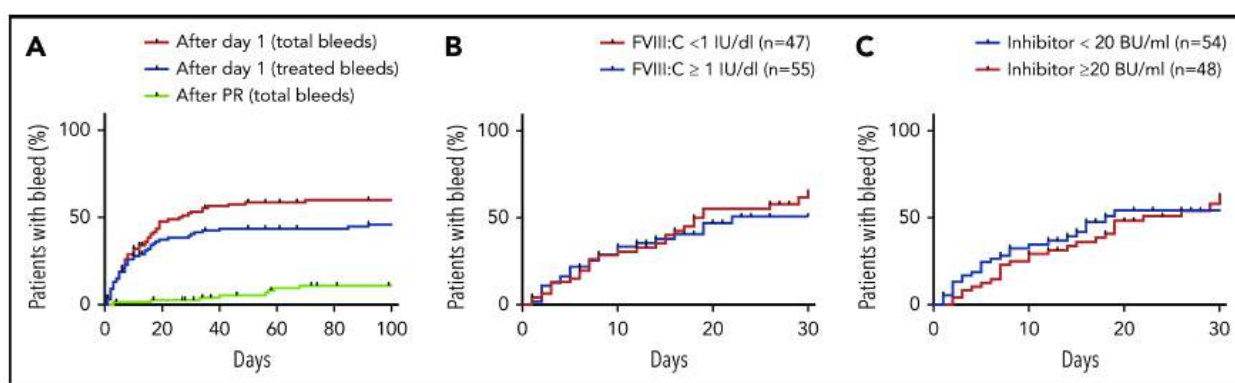 A
After day 1 (total bleeds)
After day 1 (treated bleeds)
After PR (total bleeds)
Patients with bleed (%)
100
50
0
0 20 40 60 80 100
Days
B
FVIII:C <1 IU/dl (n=47)
FVIII:C ≥ 1 IU/dl (n=55)
Patients with bleed (%)
100
50
0
0 10 20 30
Days
C
Inhibitor < 20 BU/ml (n=54)
Inhibitor ≥20 BU/ml (n=48)
Patients with bleed (%)
100
50
0
0 10 20 30
Days